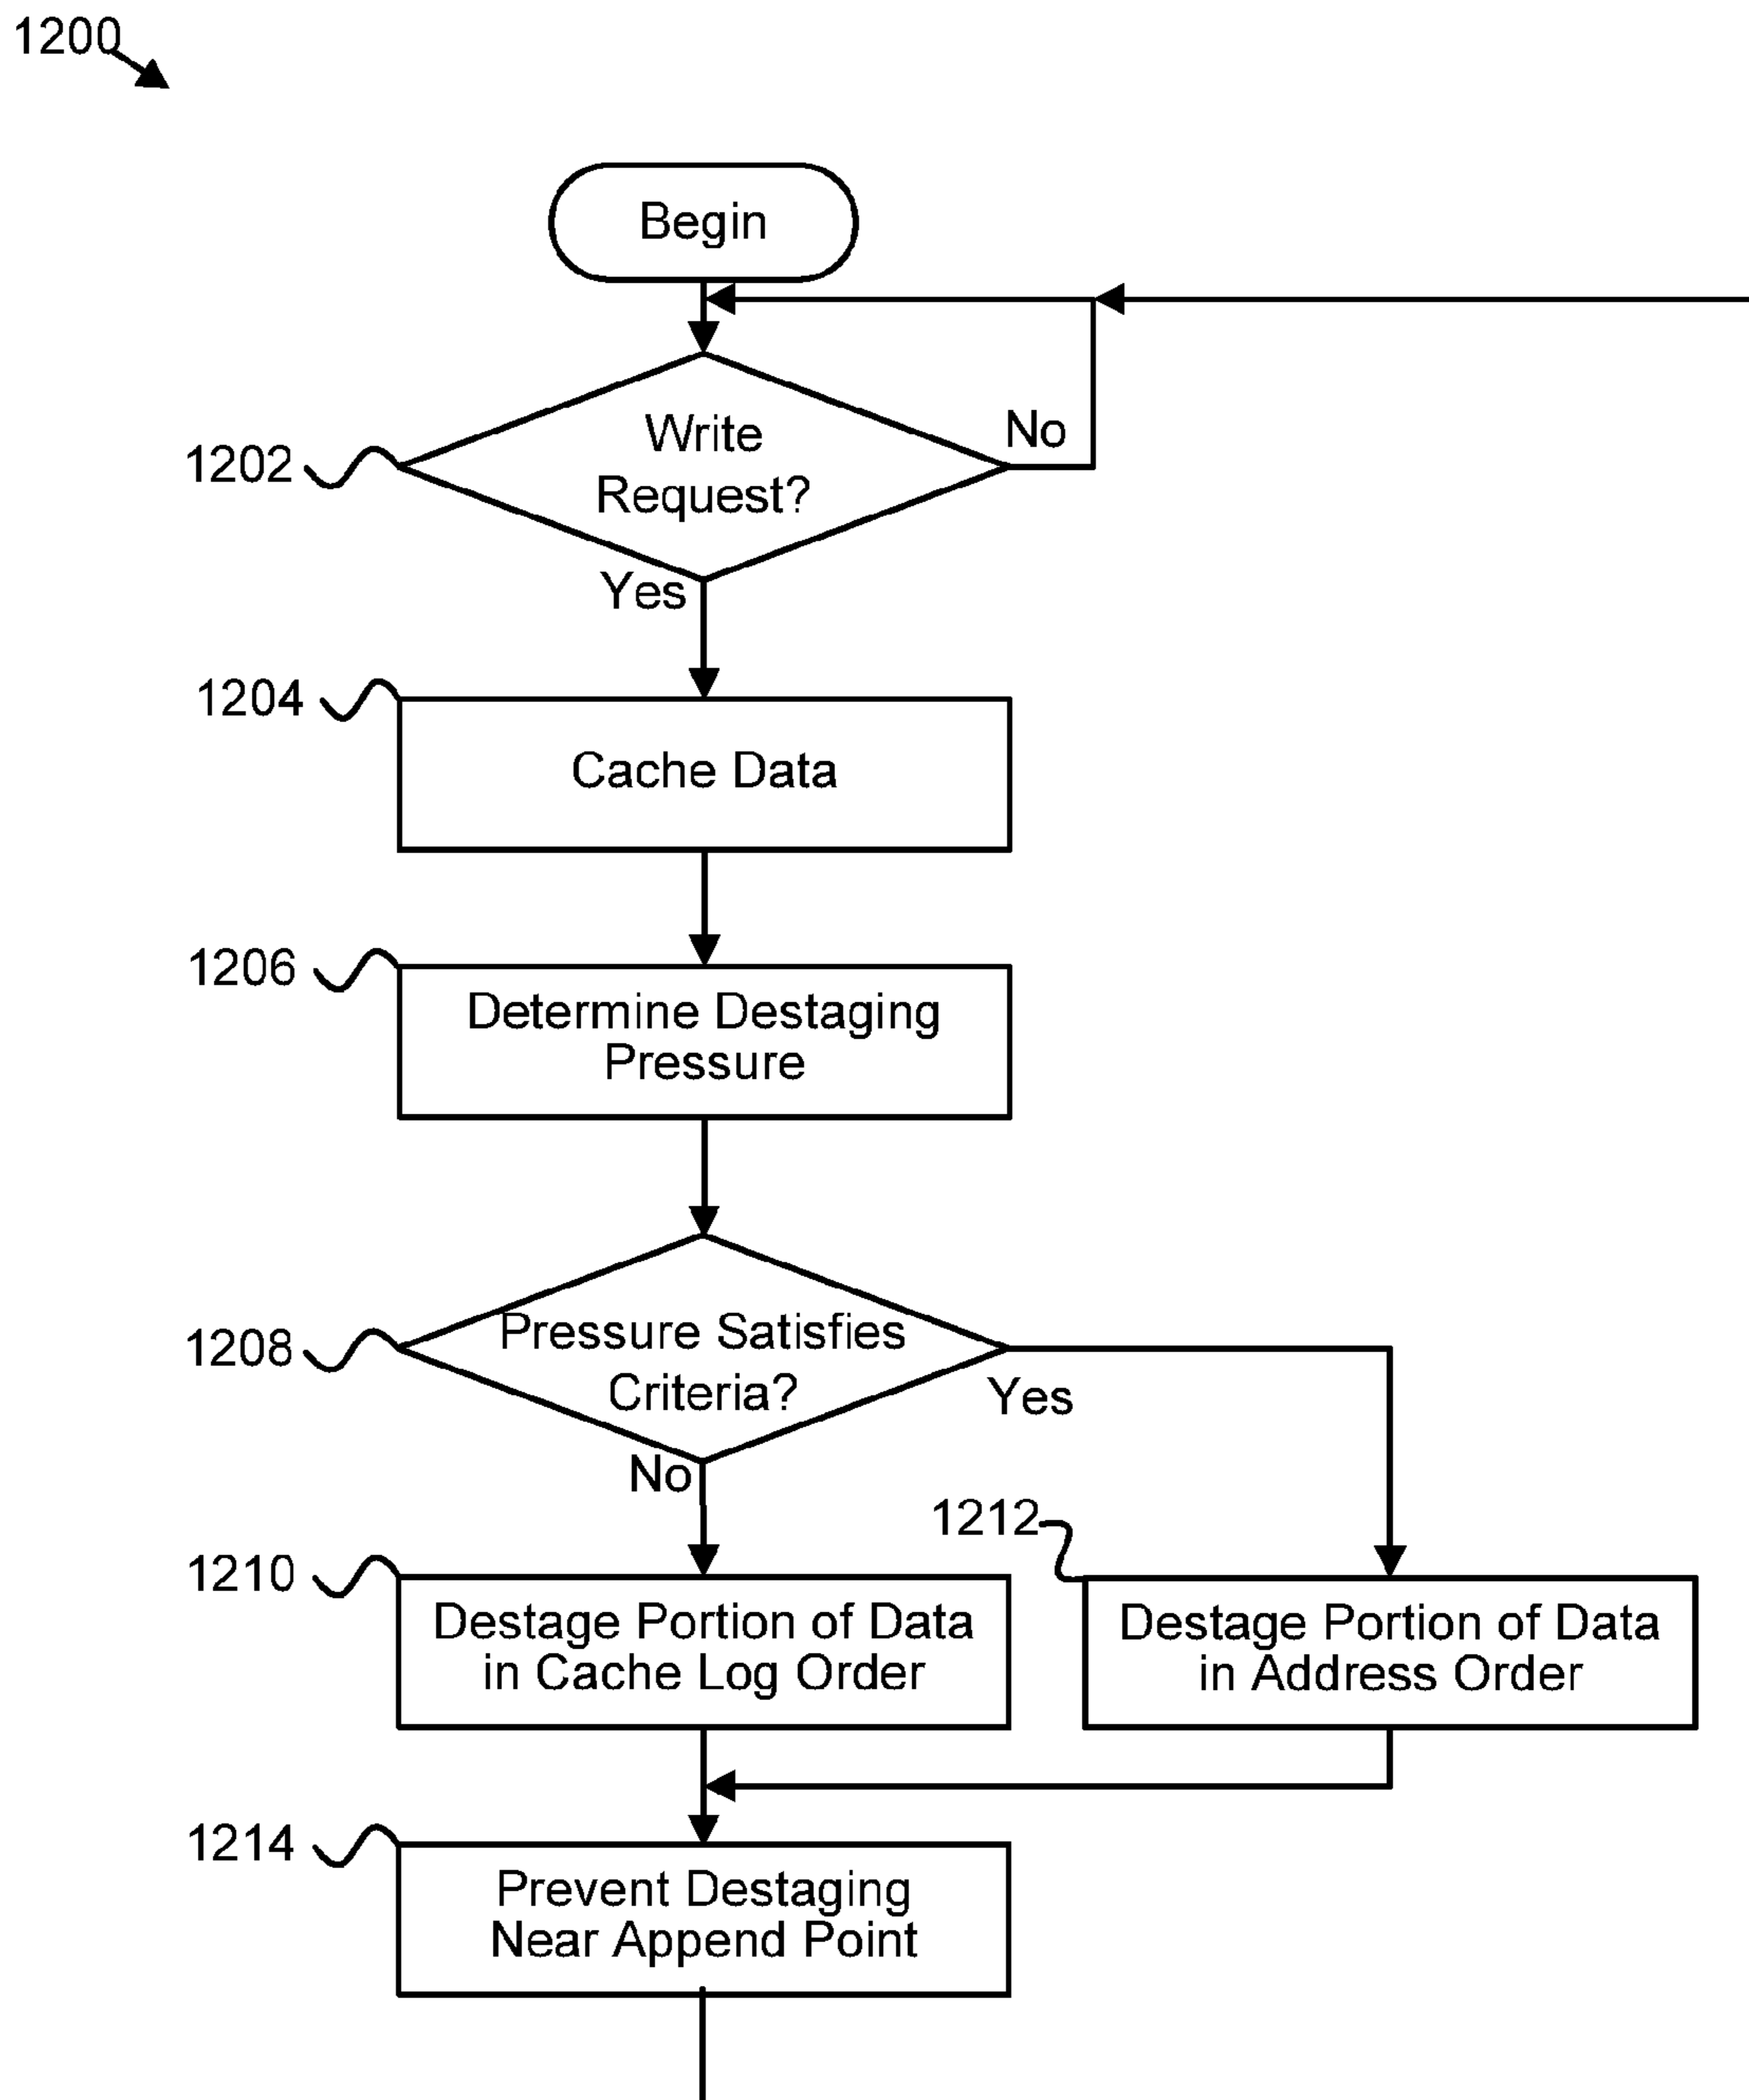 1200
Begin
Write
Request?
No
1202
Yes
1204
Cache Data
1206
Determine Destaging
Pressure
1208
Pressure Satisfies
Criteria?
Yes
No
1212
1210
Destage Portion of Data
in Cache Log Order
Destage Portion of Data
in Address Order
1214
Prevent Destaging
Near Append Point